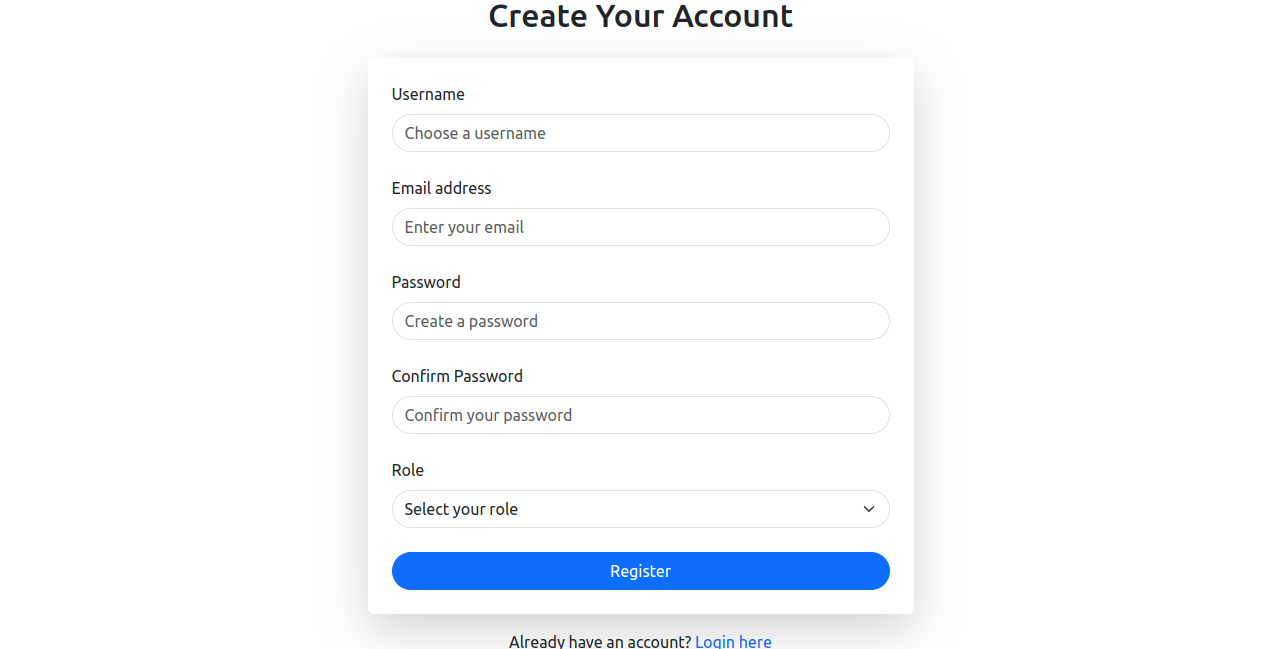 Create Your Account
Username
Choose a username
Email address
Enter your email
Password
Create a password
Confirm Password
Confirm your password
Role
Select your role
Register
Already have an account? Login here